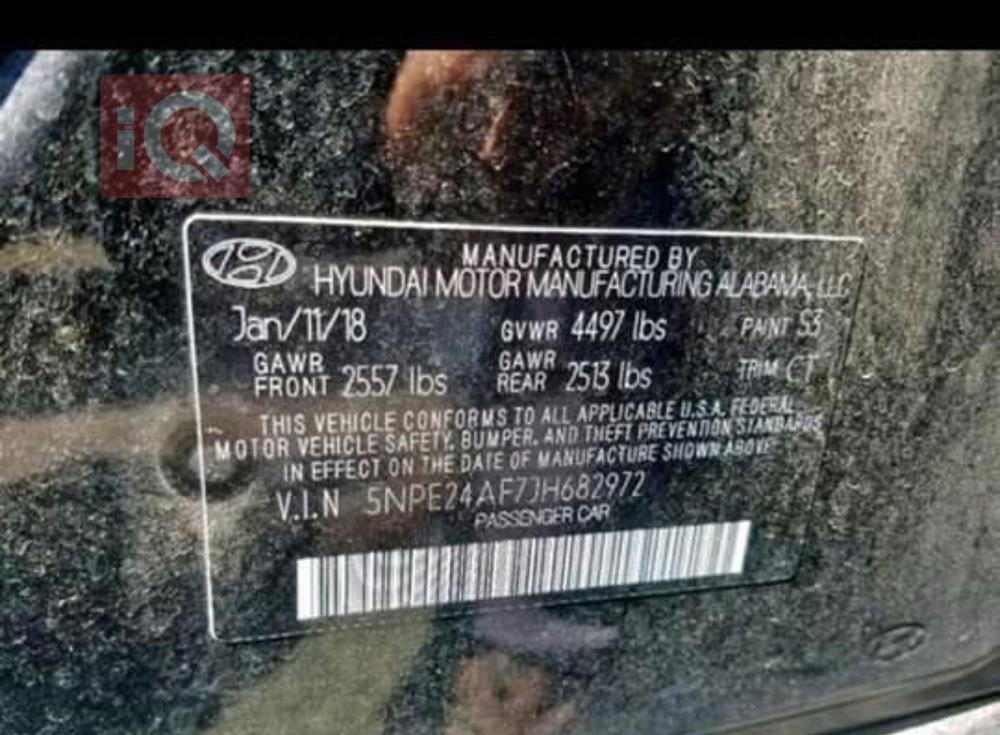 iQ
MANUFACTURED BY
HYUNDAI MOTOR MANUFACTURING ALABAMA, LLC
Jan/11/18 GVWR 4497 lbs PAINT S3
GAWR FRONT 2557 lbs GAWR REAR 2513 lbs TRIM CT
THIS VEHICLE CONFORMS TO ALL APPLICABLE U.S.A. FEDERAL
MOTOR VEHICLE SAFETY, BUMPER, AND THEFT PREVENTION STANDARDS
IN EFFECT ON THE DATE OF MANUFACTURE SHOWN ABOVE
V.I.N 5NPE24AF7JH682972
PASSENGER CAR